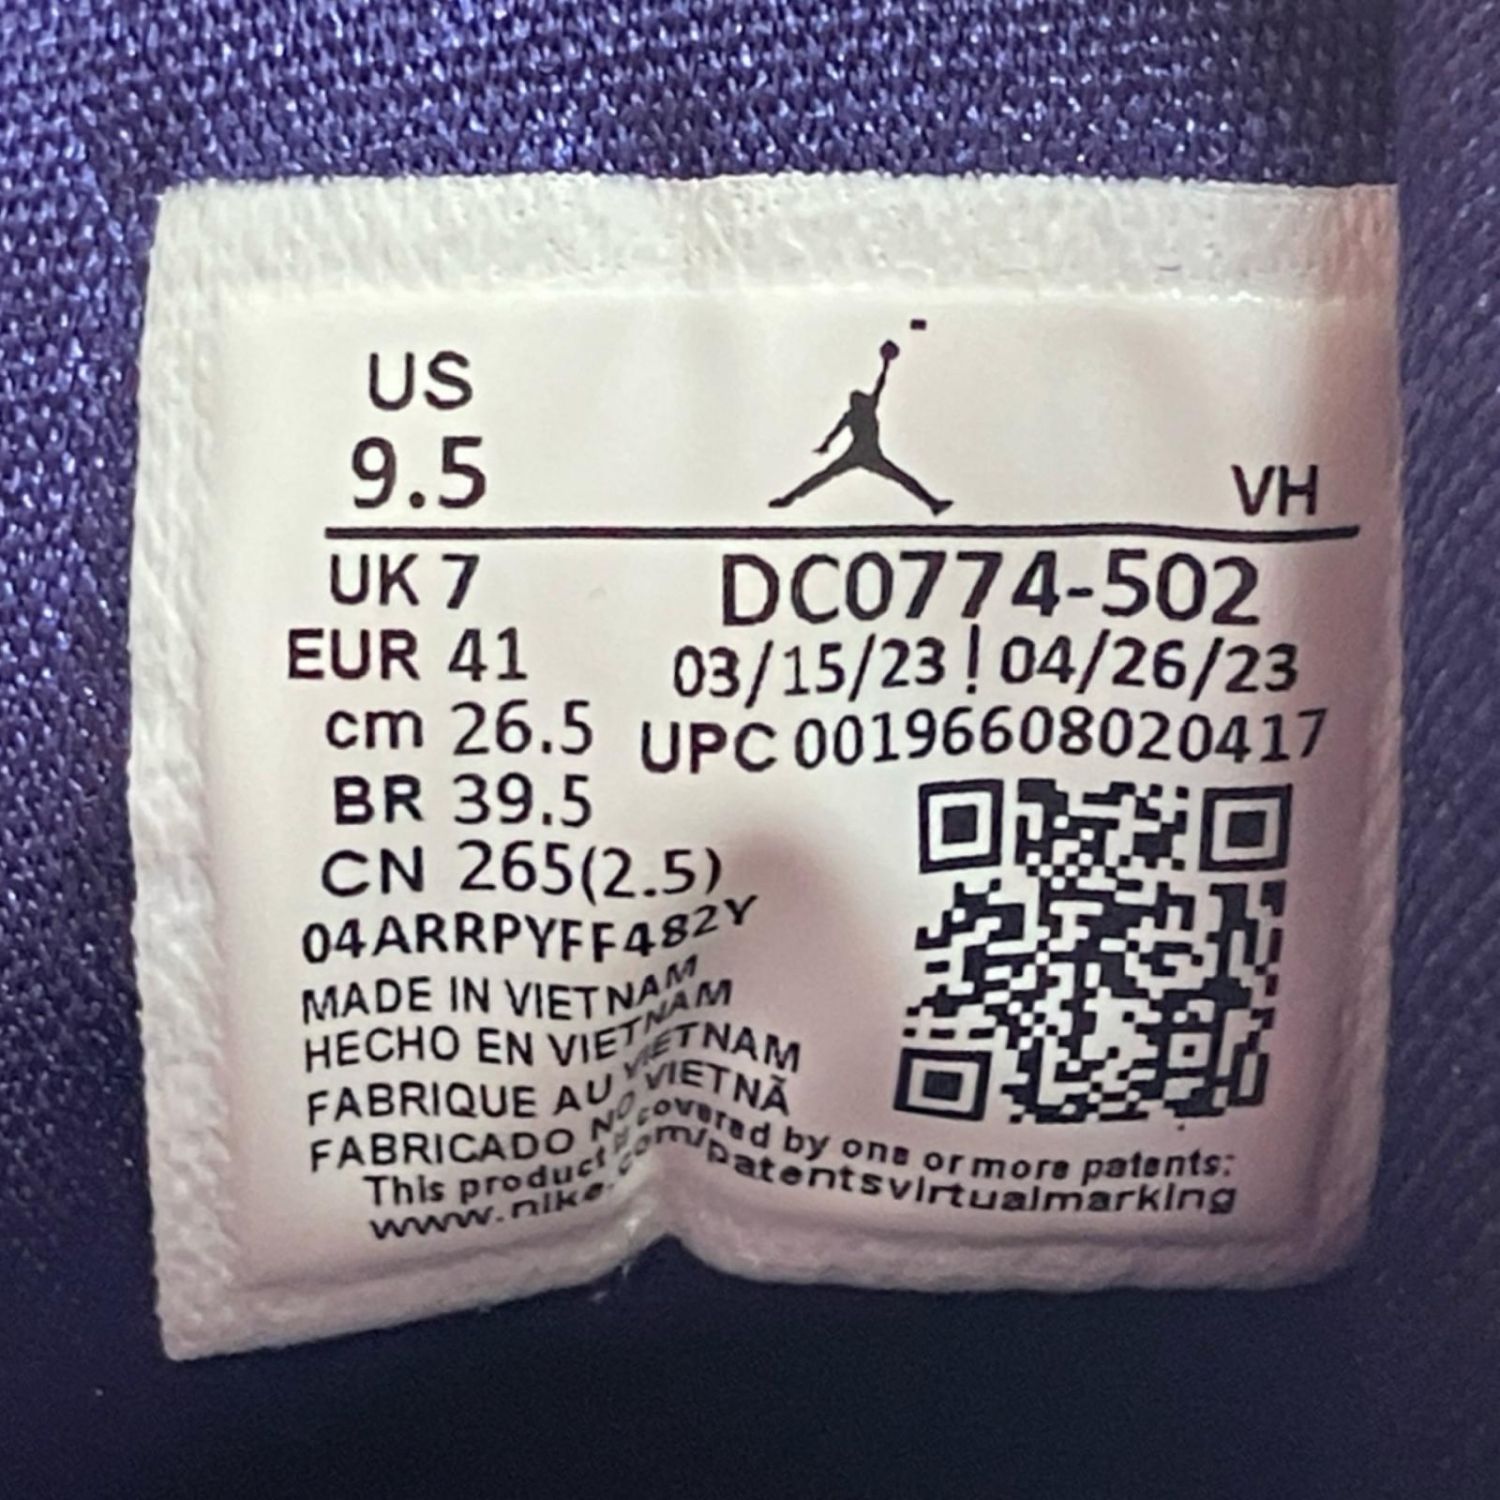 US
9.5
VH
UK 7
DC0774-502
EUR 41
03/15/23 ! 04/26/23
cm 26.5
UPC 00196608020417
BR 39.5
CN 265(2.5)
04ARRPYFF482Y
MADE IN VIETNAM
HECHO EN VIETNAM
FABRIQUE AU VIETNAM
FABRICADO NO VIETNÃ
This product is covered by one or more patents:
www.nike.com/patentsvirtualmarking